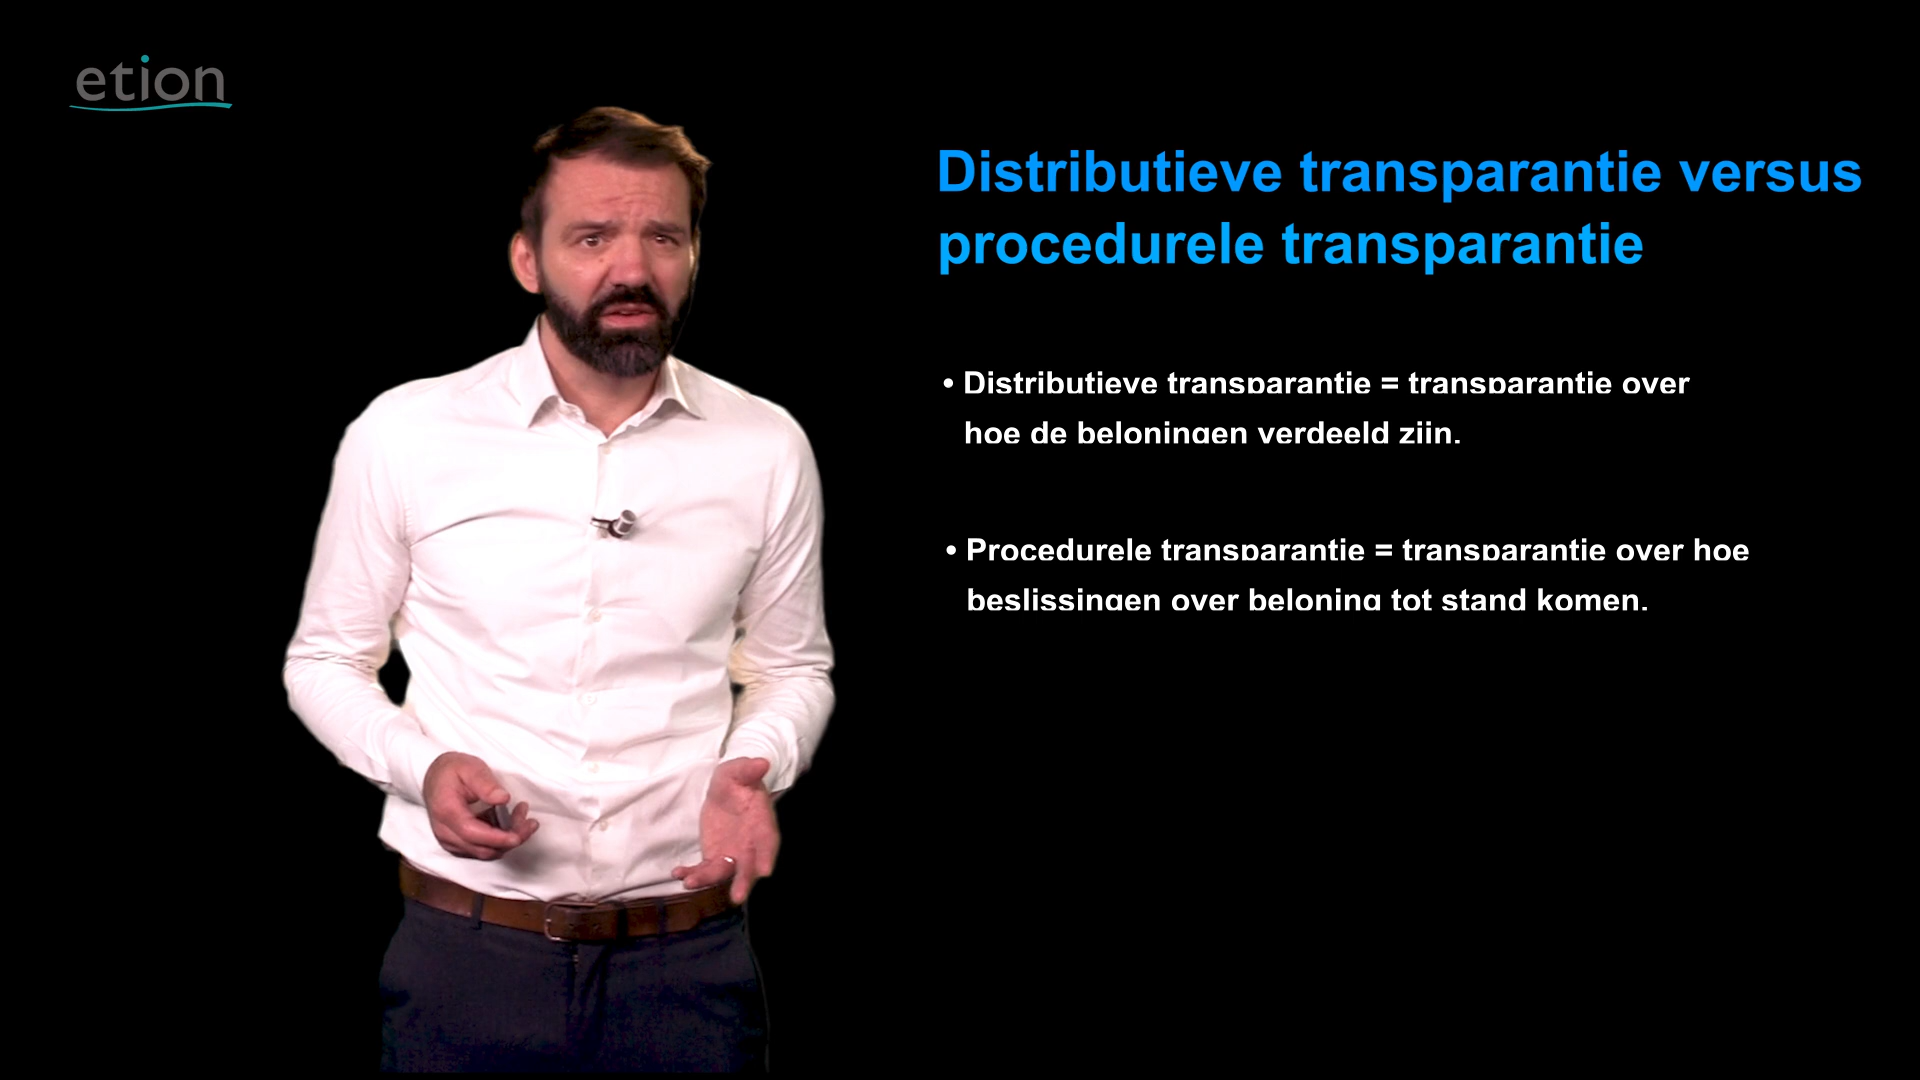 etion
Distributieve transparantie versus
procedurele transparantie
• Distributieve transparantie = transparantie over
hoe de beloningen verdeeld zijn.
• Procedurele transparantie = transparantie over hoe
beslissingen over beloning tot stand komen.